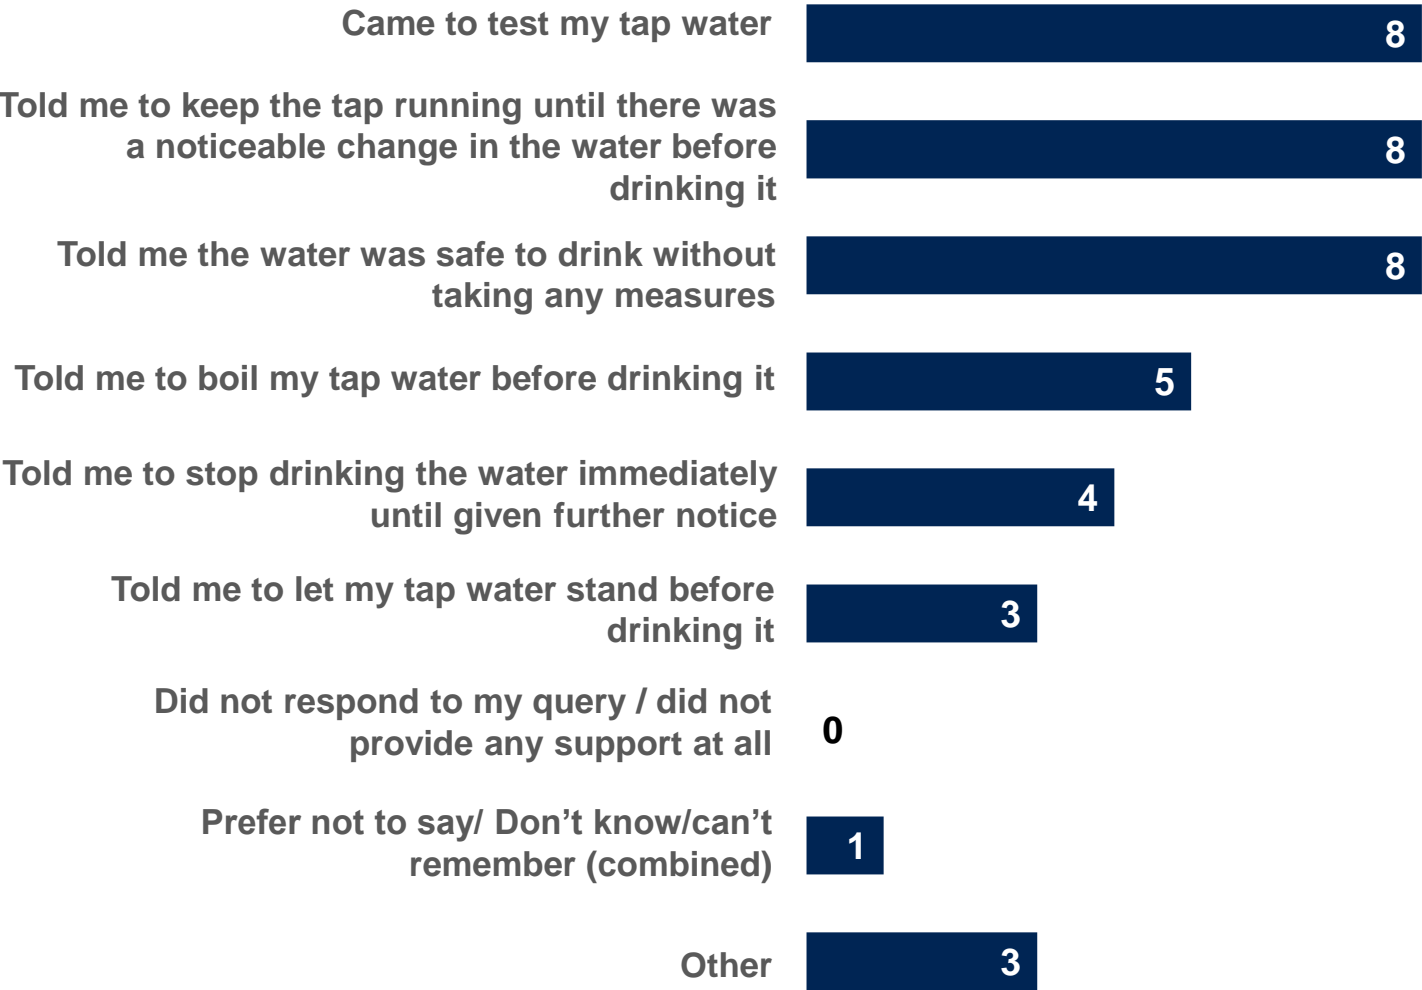 Came to test my tap water
8
Told me to keep the tap running until there was
a noticeable change in the water before
drinking it
8
Told me the water was safe to drink without
taking any measures
8
Told me to boil my tap water before drinking it
5
Told me to stop drinking the water immediately
until given further notice
4
Told me to let my tap water stand before
drinking it
3
Did not respond to my query / did not
provide any support at all
0
Prefer not to say/ Don’t know/can’t
remember (combined)
1
Other
3